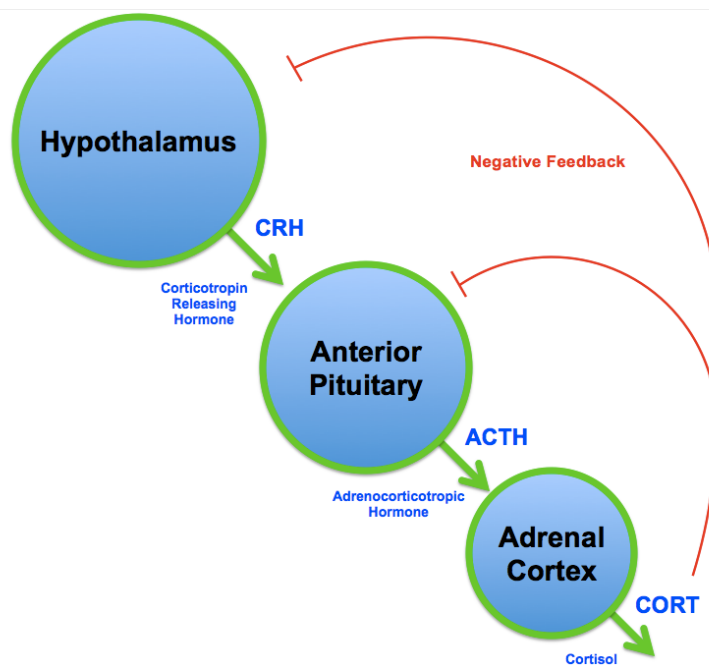 Hypothalamus
Negative Feedback
CRH
Corticotropin
Releasing
Hormone
Anterior
Pituitary
ACTH
Adrenocorticotropic
Hormone
Adrenal
Cortex
CORT
Cortisol